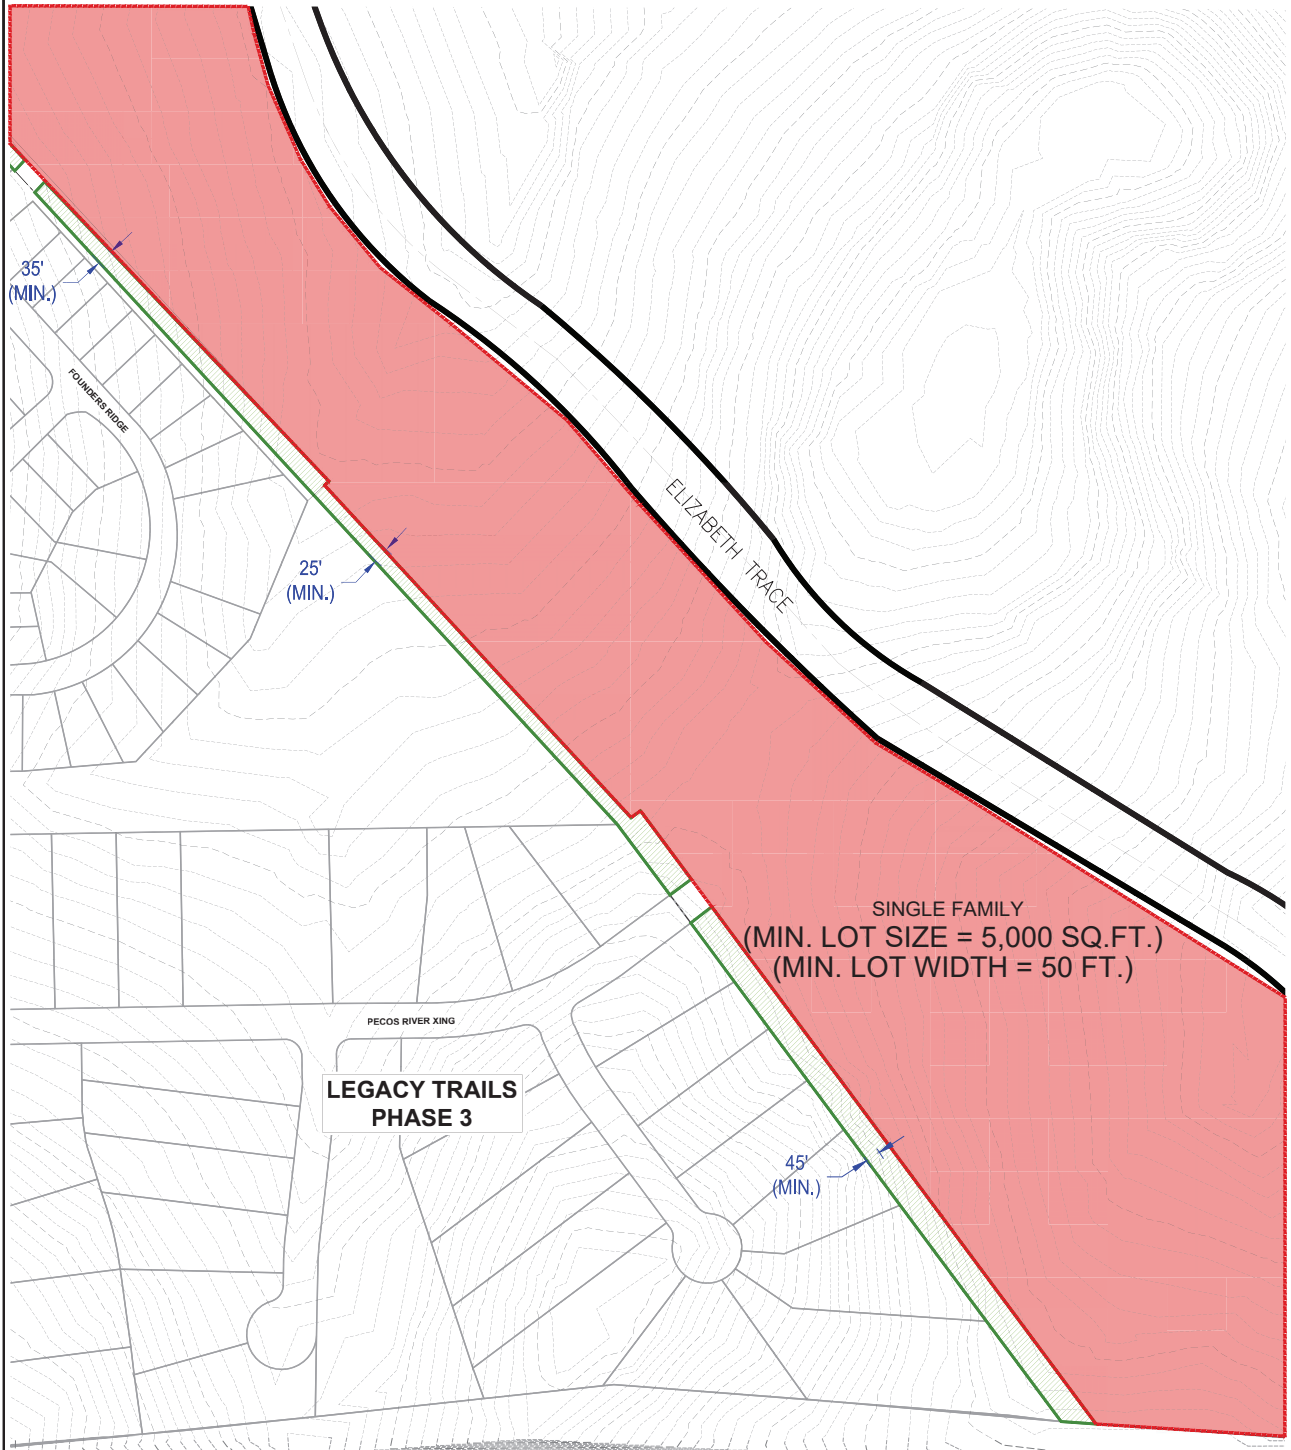 35'
(MIN.)
FOUNDERS RIDGE
ELIZABETH TRACE
25'
(MIN.)
SINGLE FAMILY
(MIN. LOT SIZE = 5,000 SQ.FT.)
(MIN. LOT WIDTH = 50 FT.)
PECOS RIVER XING
LEGACY TRAILS
PHASE 3
45'
(MIN.)